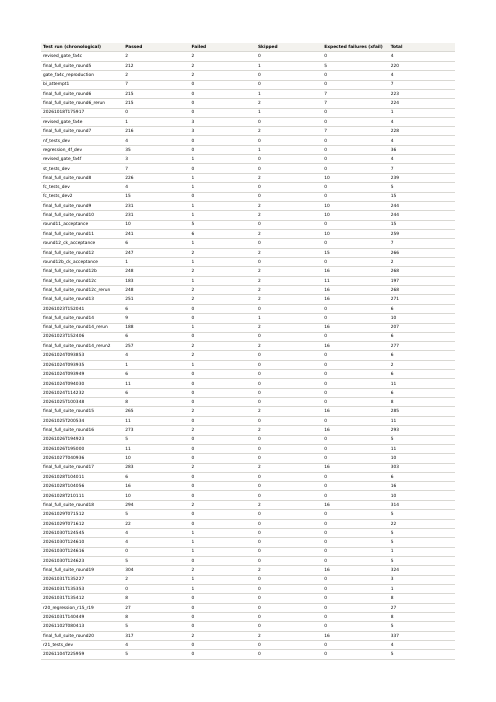 Test run (chronological) Passed Failed Skipped Expected failures (xfail) Total
revised_gate_fa4c 2 2 0 0 4
final_full_suite_round5 212 2 1 5 220
gate_fa4c_reproduction 2 2 0 0 4
bi_attempt1 7 0 0 0 7
final_full_suite_round6 215 0 1 7 223
final_full_suite_round6_rerun 215 0 2 7 224
20261018T175917 0 0 1 0 1
revised_gate_fa4e 1 3 0 0 4
final_full_suite_round7 216 3 2 7 228
nf_tests_dev 4 0 0 0 4
regression_4f_dev 35 0 1 0 36
revised_gate_fa4f 3 1 0 0 4
st_tests_dev 7 0 0 0 7
final_full_suite_round8 226 1 2 10 239
fc_tests_dev 4 1 0 0 5
fc_tests_dev2 15 0 0 0 15
final_full_suite_round9 231 1 2 10 244
final_full_suite_round10 231 1 2 10 244
round11_acceptance 10 5 0 0 15
final_full_suite_round11 241 6 2 10 259
round12_ck_acceptance 6 1 0 0 7
final_full_suite_round12 247 2 2 15 266
round12b_ck_acceptance 1 1 0 0 2
final_full_suite_round12b 248 2 2 16 268
final_full_suite_round12c 183 1 2 11 197
final_full_suite_round12c_rerun 248 2 2 16 268
final_full_suite_round13 251 2 2 16 271
20261023T152041 6 0 0 0 6
final_full_suite_round14 9 0 1 0 10
final_full_suite_round14_rerun 188 1 2 16 207
20261023T152406 6 0 0 0 6
final_full_suite_round14_rerun2 257 2 2 16 277
20261024T093853 4 2 0 0 6
20261024T093935 1 1 0 0 2
20261024T093949 6 0 0 0 6
20261024T094030 11 0 0 0 11
20261024T114232 6 0 0 0 6
20261025T100348 8 0 0 0 8
final_full_suite_round15 265 2 2 16 285
20261025T200534 11 0 0 0 11
final_full_suite_round16 273 2 2 16 293
20261026T194923 5 0 0 0 5
20261026T195000 11 0 0 0 11
20261027T040936 10 0 0 0 10
final_full_suite_round17 283 2 2 16 303
20261028T104011 6 0 0 0 6
20261028T104056 16 0 0 0 16
20261028T210111 10 0 0 0 10
final_full_suite_round18 294 2 2 16 314
20261029T071512 5 0 0 0 5
20261029T071612 22 0 0 0 22
20261030T124545 4 1 0 0 5
20261030T124610 4 1 0 0 5
20261030T124616 0 1 0 0 1
20261030T124623 5 0 0 0 5
final_full_suite_round19 304 2 2 16 324
20261031T135227 2 1 0 0 3
20261031T135353 0 1 0 0 1
20261031T135412 8 0 0 0 8
r20_regression_r15_r19 27 0 0 0 27
20261031T140449 8 0 0 0 8
20261102T080413 5 0 0 0 5
final_full_suite_round20 317 2 2 16 337
r21_tests_dev 4 0 0 0 4
20261104T225959 5 0 0 0 5